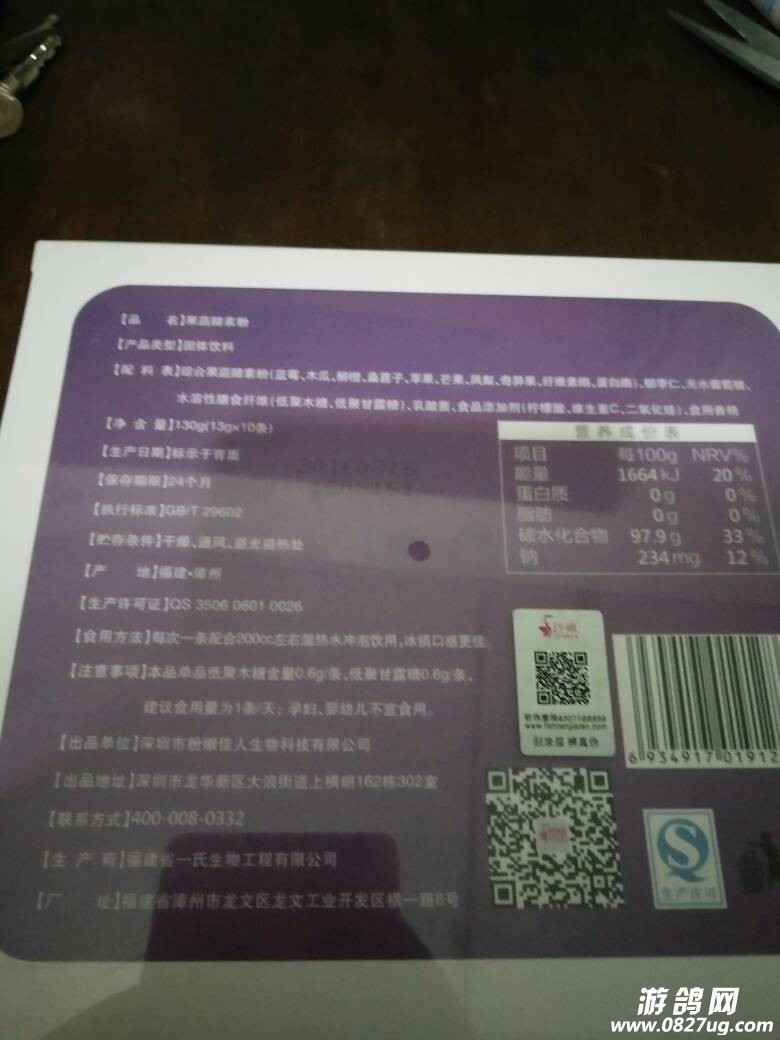 【品 名】果蔬酵素粉
【产品类型】固体饮料
【配 料 表】综合果蔬酵素粉(蓝莓、木瓜、柳橙、桑葚子、苹果、芒果、凤梨、奇异果、纤维素酶、蛋白酶)、郁李仁、无水葡萄糖、
水溶性膳食纤维(低聚木糖、低聚甘露糖)、乳酸菌、食品添加剂(柠檬酸、维生素C、二氧化硅)、食用香精
【净 含 量】130g(13g×10条)
【生产日期】标示于背面
【保存期限】24个月
【执行标准】GB/T 29602
【贮存条件】干燥、通风、避光避热处
【产 地】福建·漳州
【生产许可证】QS 3506 0601 0026
【食用方法】每次一条配合200cc左右温热水冲泡饮用,冰镇口感更佳。
【注意事项】本品单品低聚木糖含量0.6g/条、低聚甘露糖0.6g/条、
建议食用量为1条/天；孕妇、婴幼儿不宜食用。
【出品单位】深圳市粉嫩佳人生物科技有限公司
【出品地址】深圳市龙华新区大浪街道上横朗162栋302室
【联系方式】400-008-0332
【生 产 商】福建省一氏生物工程有限公司
【厂 址】福建省漳州市龙文区龙文工业开发区横一路8号
营养成份表
项目 每100g NRV%
能量 1664kJ 20%
蛋白质 0g 0%
脂肪 0g 0%
碳水化合物 97.9g 33%
钠 234mg 12%
刮涂层 辨真伪
6 934917 01912
生产许可
游鸽网
www.0827ug.com